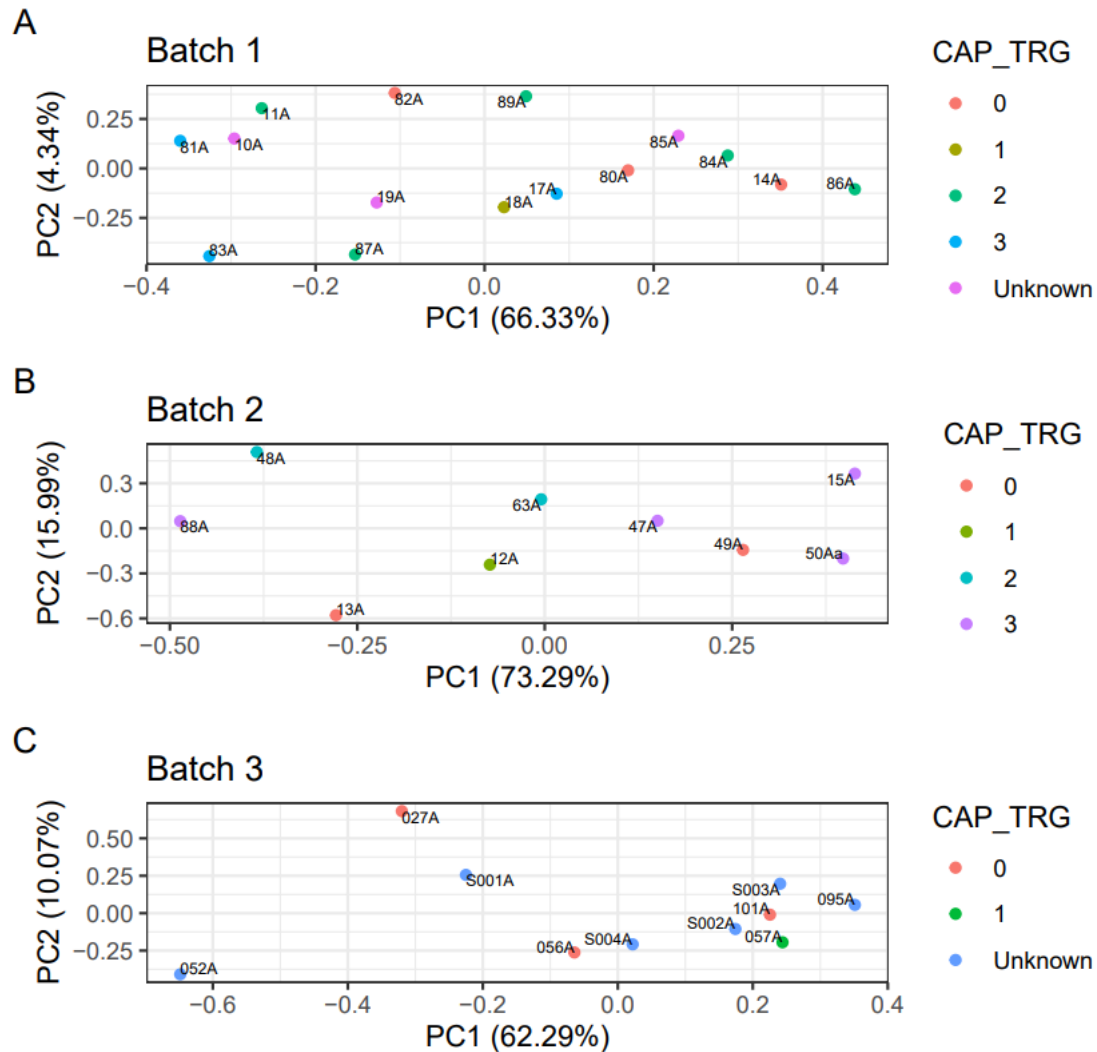 A
Batch 1
CAP_TRG
0
1
2
3
Unknown
PC2 (4.34%)
0.25
0.00
−0.25
82A
89A
11A
81A
10A
85A
84A
80A
14A
86A
17A
18A
19A
83A
87A
−0.4
−0.2
0.0
0.2
0.4
PC1 (66.33%)
B
Batch 2
CAP_TRG
0
1
2
3
PC2 (15.99%)
0.3
0.0
−0.3
−0.6
48A
15A
63A
88A
47A
49A
50Aa
12A
13A
−0.50
−0.25
0.00
0.25
PC1 (73.29%)
C
Batch 3
CAP_TRG
0
1
Unknown
PC2 (10.07%)
0.50
0.25
0.00
−0.25
027A
S001A
S003A
095A
101A
S002A
057A
S004A
056A
052A
−0.6
−0.4
−0.2
0.0
0.2
0.4
PC1 (62.29%)